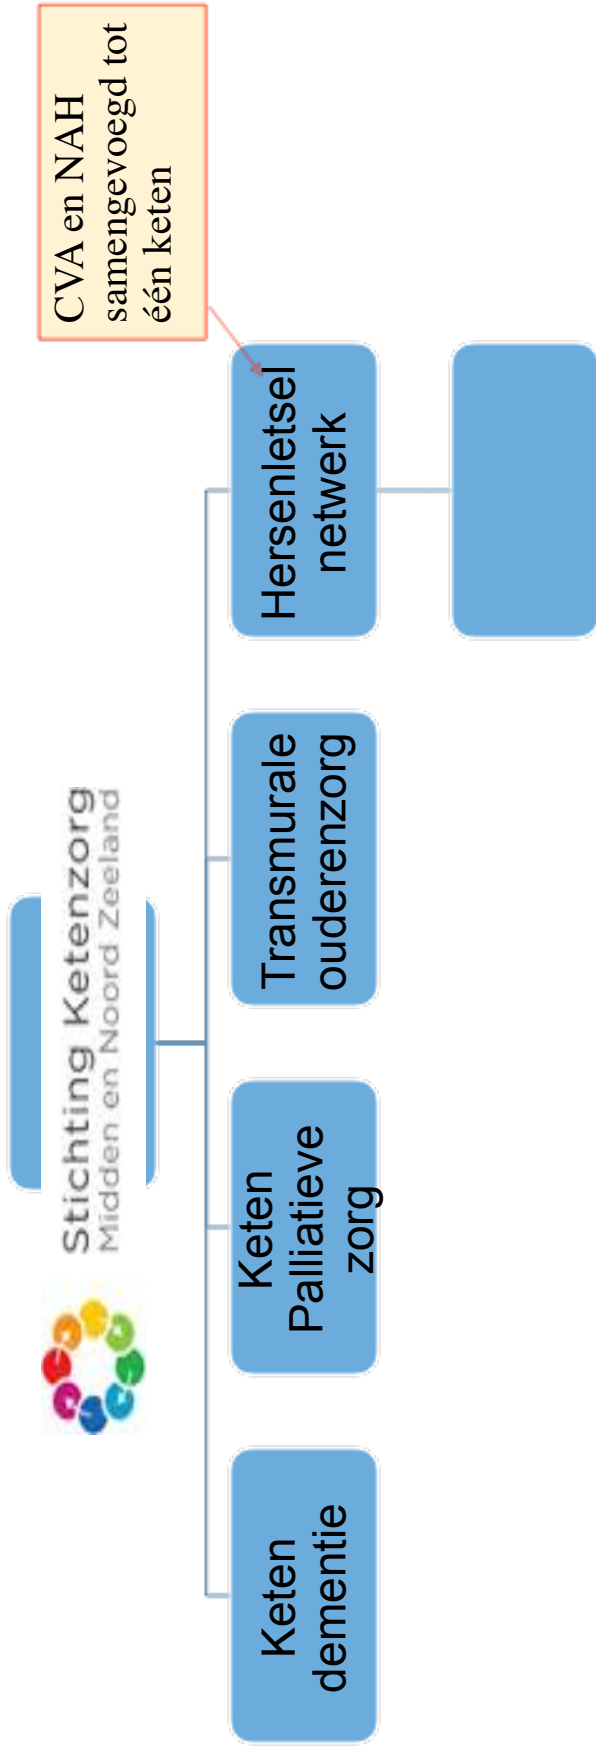 Stichting Ketenzorg
Midden en Noord Zeeland
CVA en NAH
samengevoegd tot
één keten
Keten
dementie
Keten
Palliatieve
zorg
Transmurale
ouderenzorg
Hersenletsel
netwerk